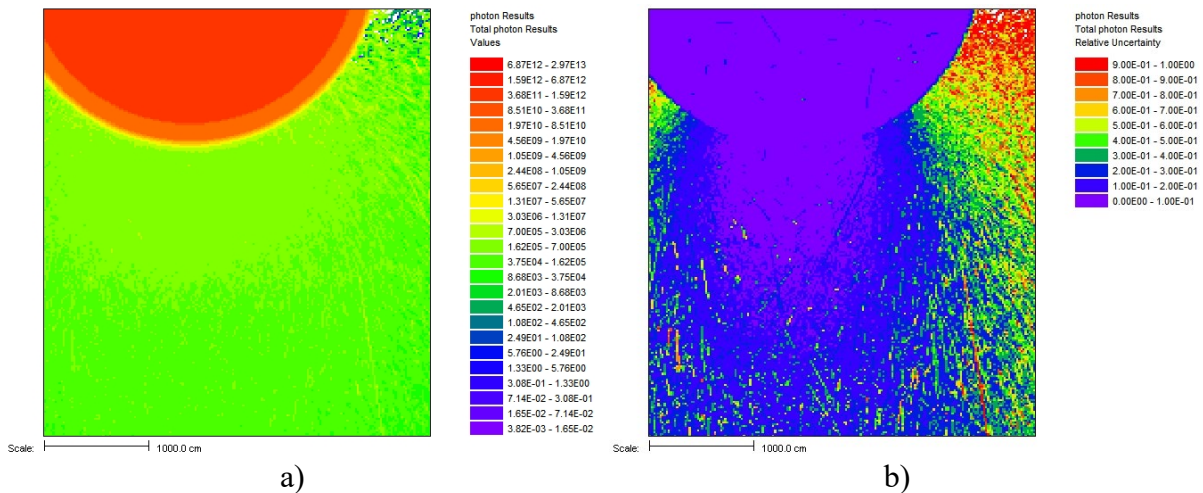 photon Results
Total photon Results
Values
6.87E12 - 2.97E13
1.59E12 - 6.87E12
3.68E11 - 1.59E12
8.51E10 - 3.68E11
1.97E10 - 8.51E10
4.56E09 - 1.97E10
1.05E09 - 4.56E09
2.44E08 - 1.05E09
5.65E07 - 2.44E08
1.31E07 - 5.65E07
3.03E06 - 1.31E07
7.00E05 - 3.03E06
1.62E05 - 7.00E05
3.75E04 - 1.62E05
8.68E03 - 3.75E04
2.01E03 - 8.68E03
4.65E02 - 2.01E03
1.08E02 - 4.65E02
2.49E01 - 1.08E02
5.76E00 - 2.49E01
1.33E00 - 5.76E00
3.08E-01 - 1.33E00
7.14E-02 - 3.08E-01
1.65E-02 - 7.14E-02
3.82E-03 - 1.65E-02
Scale: 1000.0 cm
a)
photon Results
Total photon Results
Relative Uncertainty
9.00E-01 - 1.00E00
8.00E-01 - 9.00E-01
7.00E-01 - 8.00E-01
6.00E-01 - 7.00E-01
5.00E-01 - 6.00E-01
4.00E-01 - 5.00E-01
3.00E-01 - 4.00E-01
2.00E-01 - 3.00E-01
1.00E-01 - 2.00E-01
0.00E00 - 1.00E-01
Scale: 1000.0 cm
b)